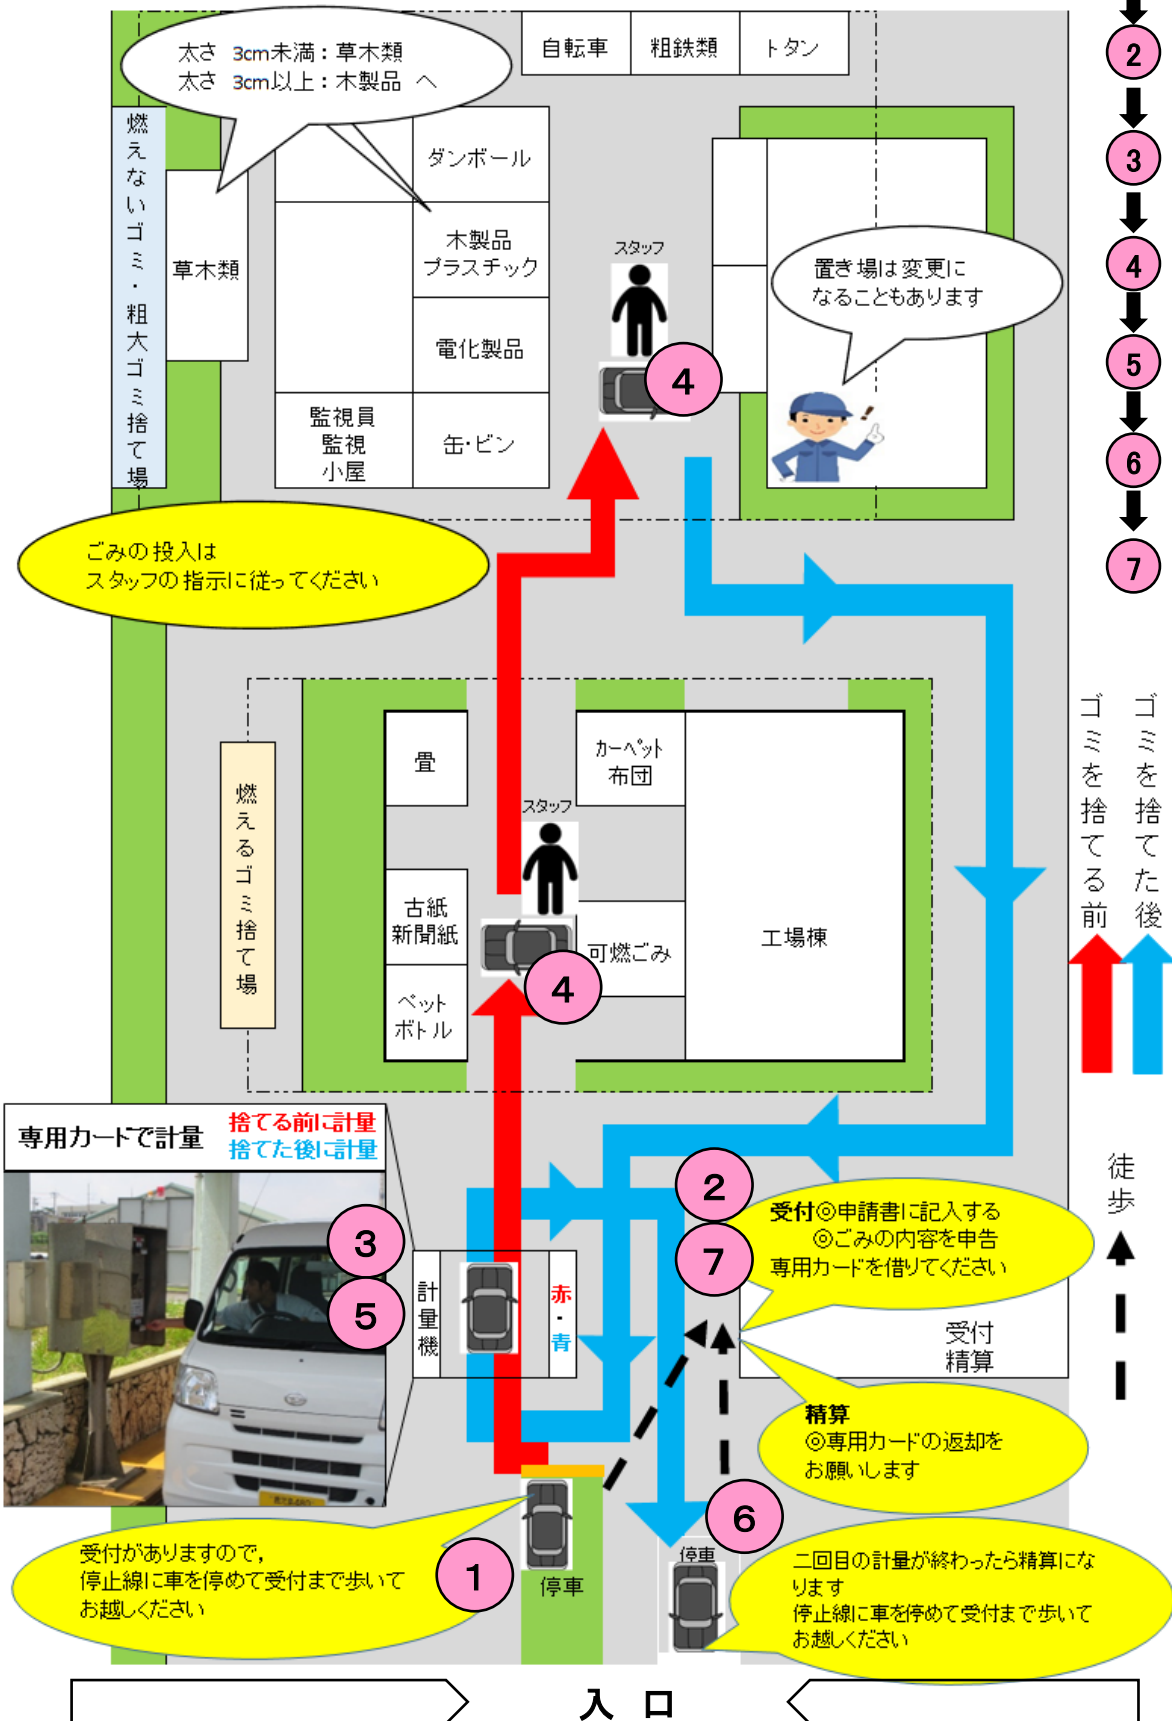 太さ 3cm未満：草木類
太さ 3cm以上：木製品 へ
自転車
粗鉄類
トタン
燃えないゴミ・粗大ゴミ捨て場
草木類
ダンボール
木製品
プラスチック
電化製品
缶・ビン
監視員
監視
小屋
スタッフ
4
置き場は変更に
なることもあります
2
3
4
5
6
7
ごみの投入は
スタッフの指示に従ってください
燃えるゴミ捨て場
畳
カーペット
布団
スタッフ
古紙
新聞紙
可燃ごみ
工場棟
ペット
ボトル
4
ゴミを捨てる前
ゴミを捨てた後
徒歩
専用カードで計量
捨てる前に計量
捨てた後に計量
3
5
計量機
赤・青
2
7
受付◎申請書に記入する
◎ごみの内容を申告
専用カードを借りてください
受付
精算
精算
◎専用カードの返却を
お願いします
6
停車
1
停車
受付がありますので，
停止線に車を停めて受付まで歩いて
お越しください
二回目の計量が終わったら精算にな
ります
停止線に車を停めて受付まで歩いて
お越しください
入 口